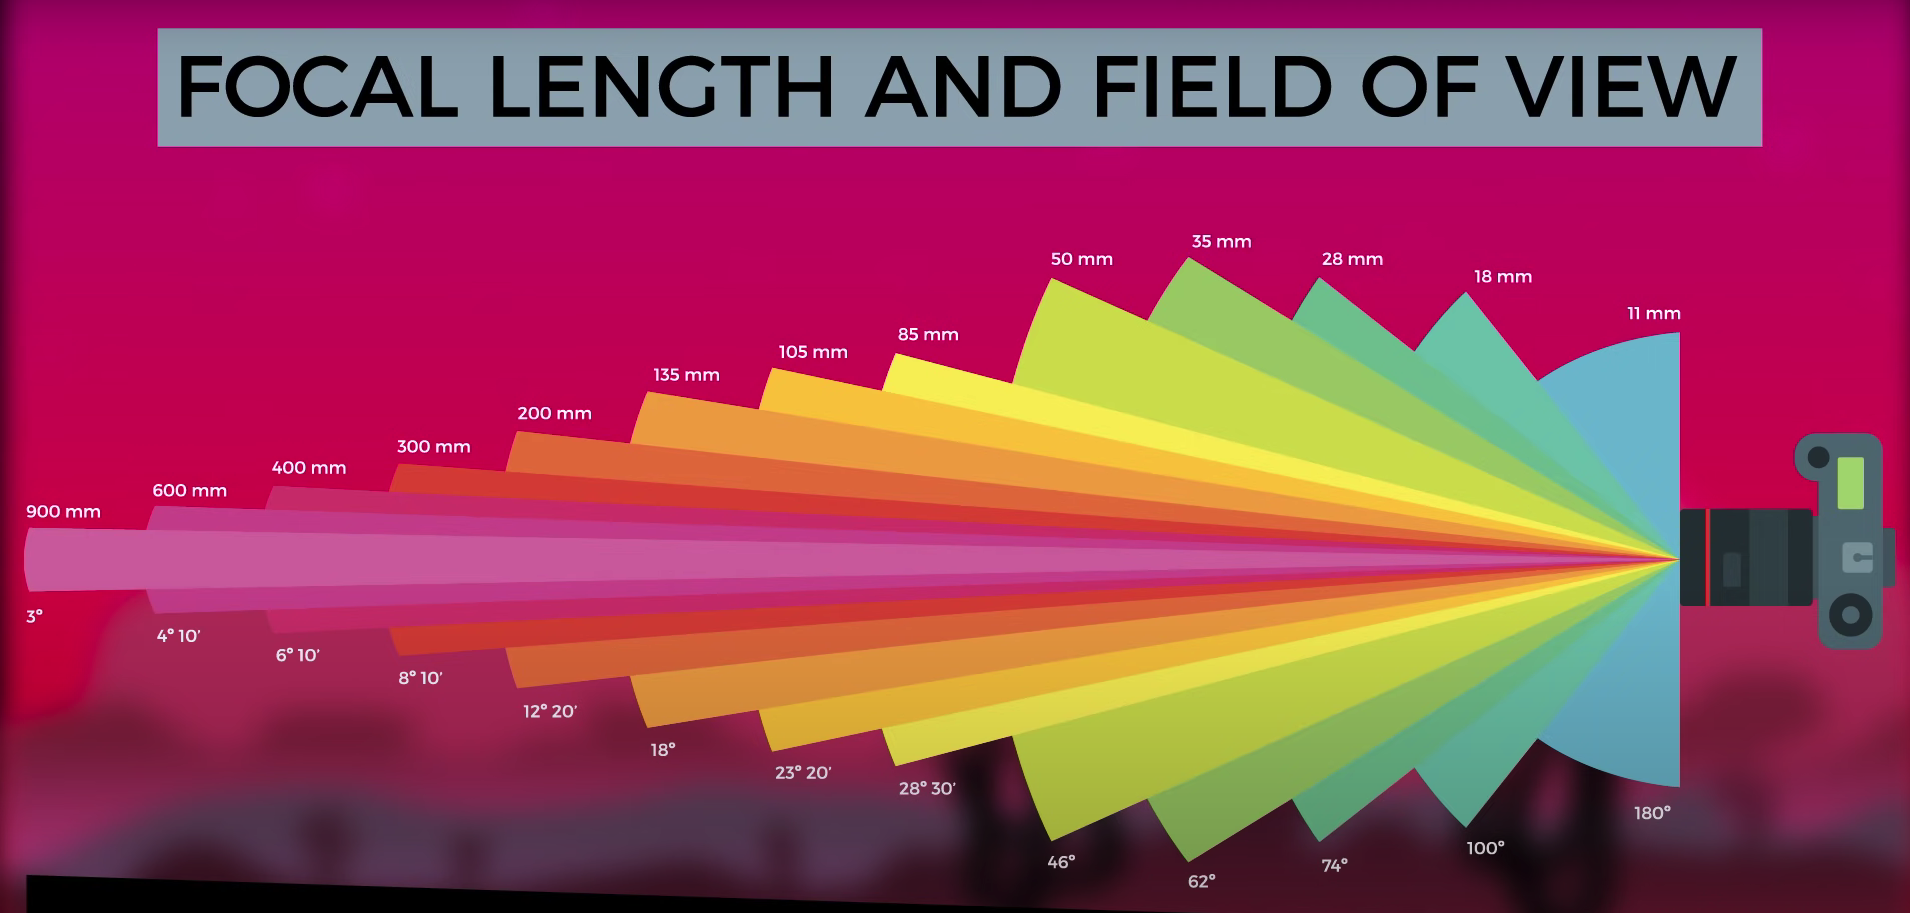 FOCAL LENGTH AND FIELD OF VIEW
35 mm
50 mm
28 mm
18 mm
11 mm
85 mm
105 mm
135 mm
200 mm
300 mm
400 mm
600 mm
900 mm
3°
4° 10’
6° 10’
8° 10’
12° 20’
18°
23° 20’
28° 30’
46°
62°
74°
100°
180°